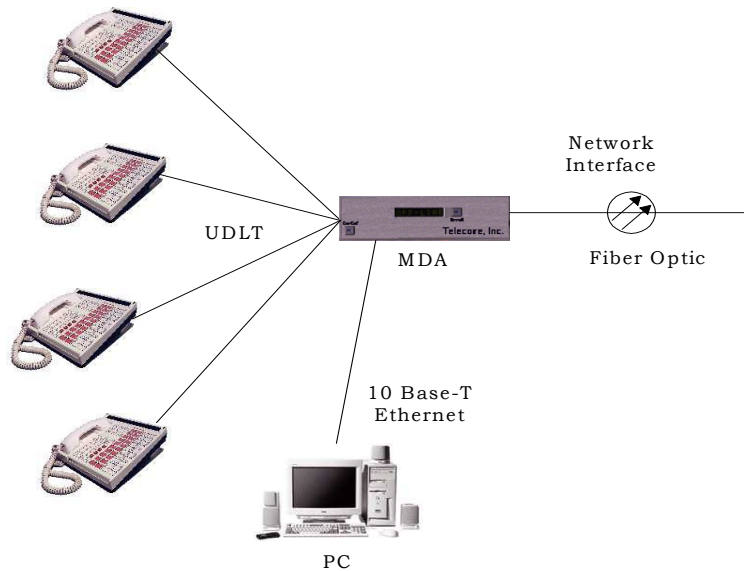 Network
Interface
UDLT
Telecore, Inc.
MDA
Fiber Optic
10 Base-T
Ethernet
PC